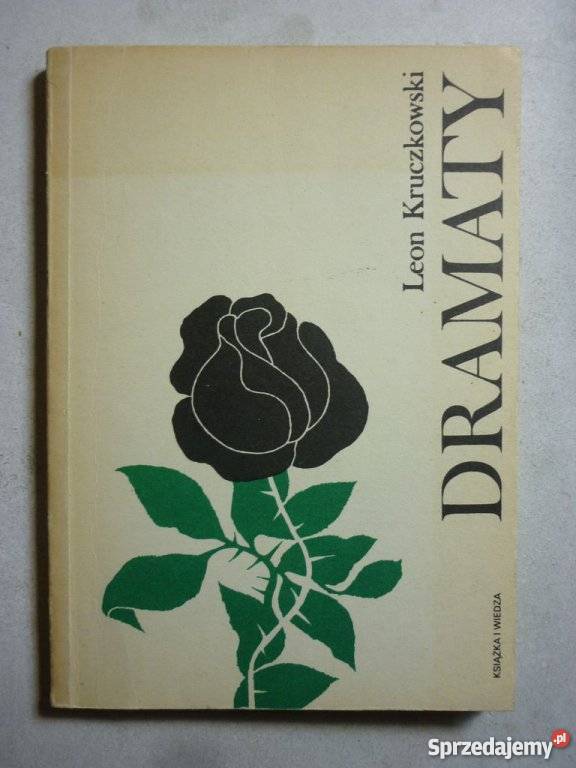 Leon Kruczkowski
DRAMATY
KSIĄŻKA I WIEDZA
Sprzedajemy.pl